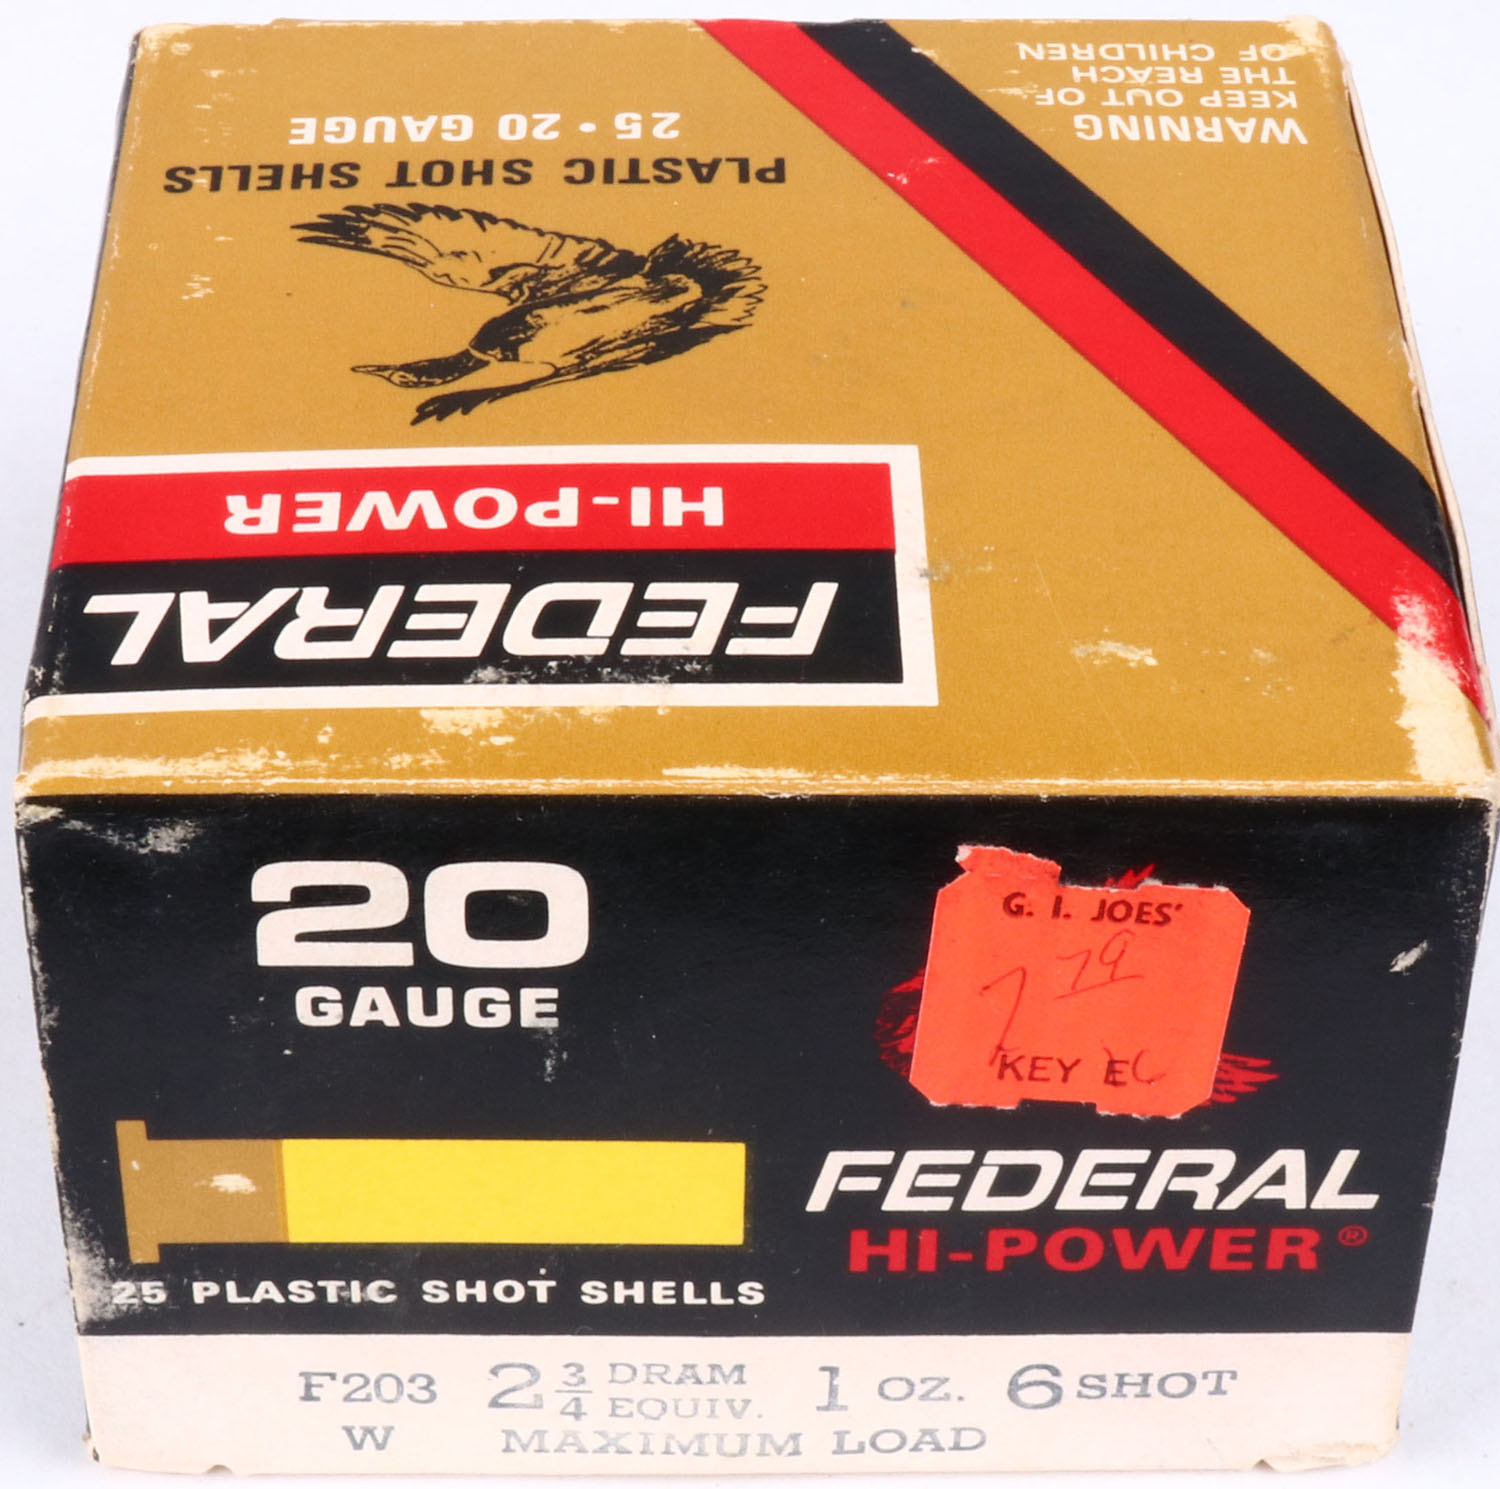 WARNING
KEEP OUT OF
THE REACH
OF CHILDREN
FEDERAL
HI-POWER
PLASTIC SHOT SHELLS
25 • 20 GAUGE
20
GAUGE
25 PLASTIC SHOT SHELLS
G. I. JOES'
79
KEY E
FEDERAL
HI-POWER®
F203 2 3/4 DRAM EQUIV. 1 OZ. 6 SHOT
W MAXIMUM LOAD